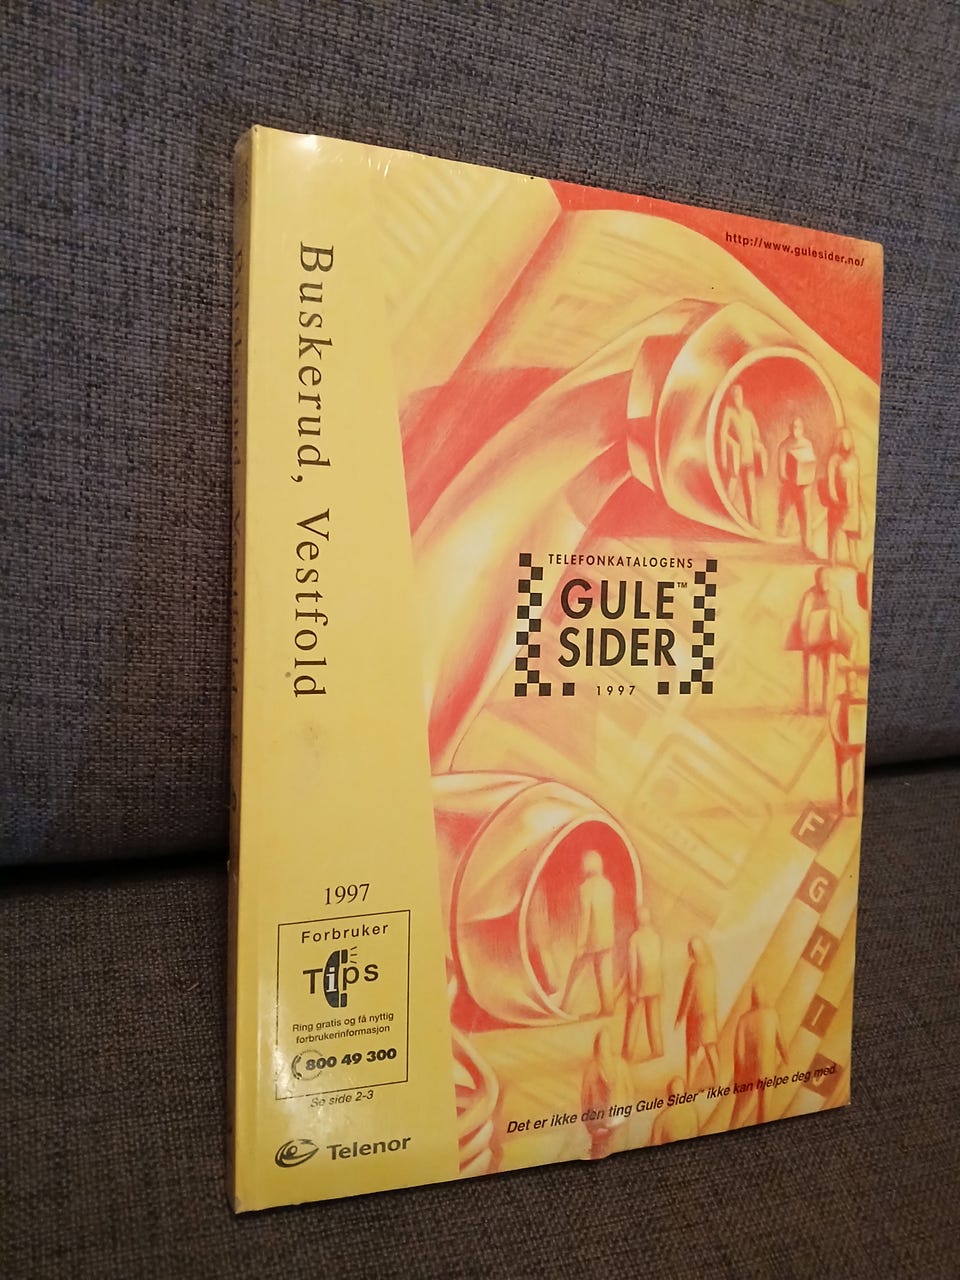 http://www.gulesider.no/
Buskerud, Vestfold
TELEFONKATALOGENS
GULE™
SIDER
1997
F
G
H
I
J
1997
Forbruker
Tips
Ring gratis og få nyttig
forbrukerinformasjon
800 49 300
Se side 2-3
Det er ikke den ting Gule Sider™ ikke kan hjelpe deg med.
Telenor
Buskerud, Vestfold